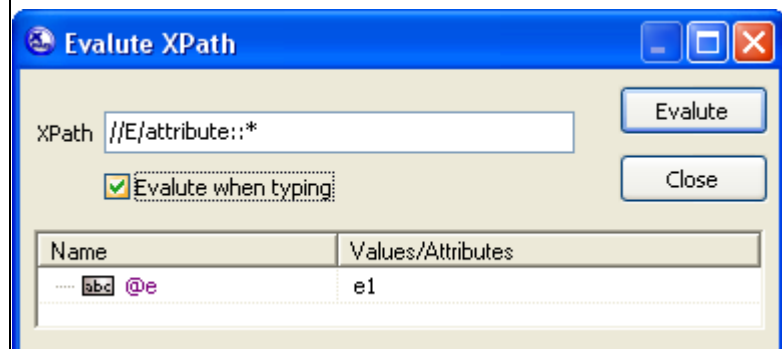 Evalute XPath
Evalute
XPath //E/attribute::*
Evalute when typing
Close
Name Values/Attributes
abc @e e1